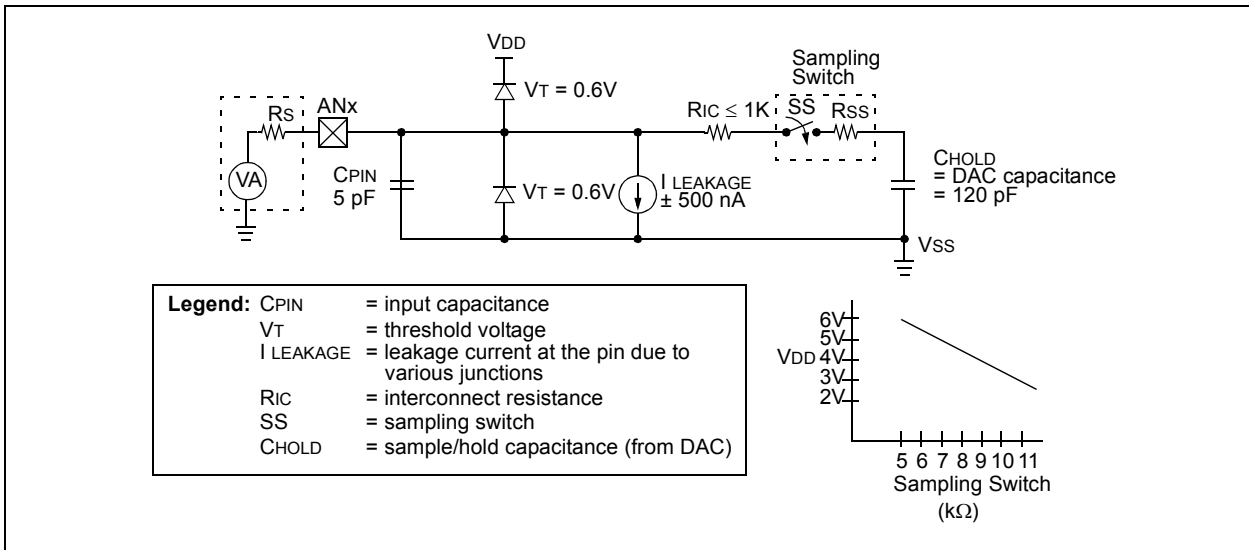 VDD
Sampling
Switch
VT = 0.6V
RS
ANx
RIC ≤ 1K
SS
RSS
VA
CPIN
5 pF
VT = 0.6V
I LEAKAGE
± 500 nA
CHOLD
= DAC capacitance
= 120 pF
VSS
Legend: CPIN = input capacitance
VT = threshold voltage
I LEAKAGE = leakage current at the pin due to
various junctions
RIC = interconnect resistance
SS = sampling switch
CHOLD = sample/hold capacitance (from DAC)
6V
5V
VDD 4V
3V
2V
5 6 7 8 9 10 11
Sampling Switch
(kΩ)